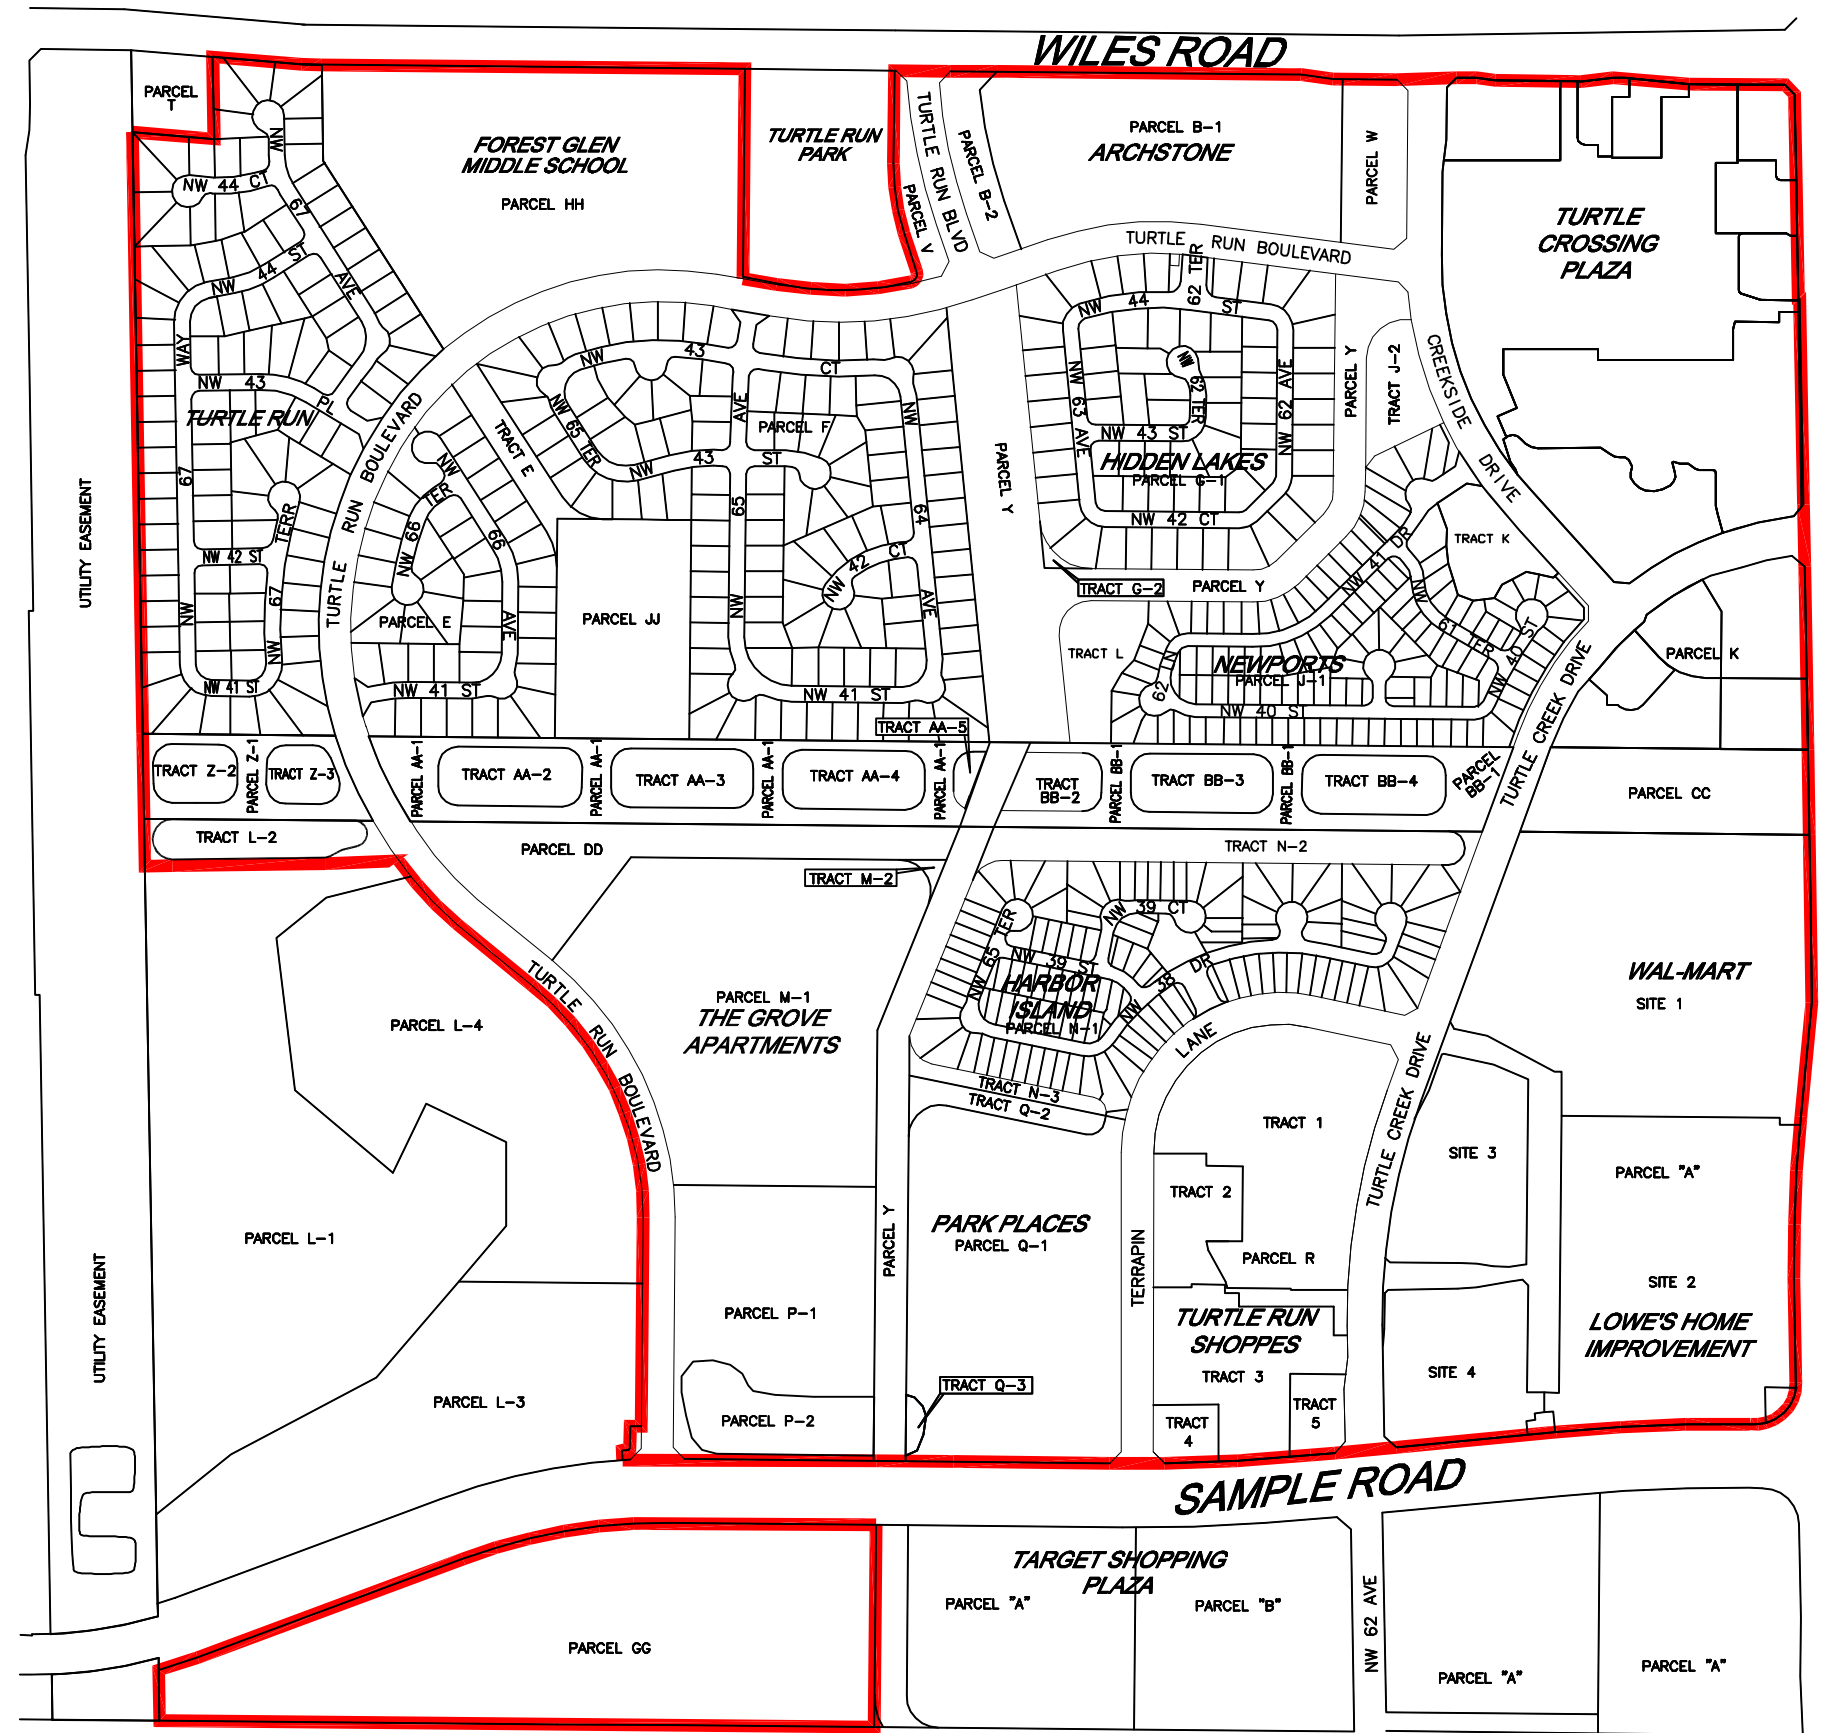 WILES ROAD
PARCEL
T
FOREST GLEN
MIDDLE SCHOOL
PARCEL HH
TURTLE RUN
PARK
TURTLE RUN BLVD
PARCEL V
PARCEL B-2
PARCEL B-1
ARCHSTONE
PARCEL W
TURTLE
CROSSING
PLAZA
TURTLE RUN BOULEVARD
NW
67
AVE
NW 44 CT
NW 44 ST
NW 43 PL
WAY
67
NW
TURTLE RUN
NW 42 ST
TERR
67
NW
NW 41 ST
UTILITY EASEMENT
TURTLE RUN BOULEVARD
TRACT E
NW 66 TER
NW
66
AVE
PARCEL E
NW 41 ST
NW 43 CT
NW 65 TER
AVE
65
NW
PARCEL F
NW 43 ST
NW
64
AVE
NW 42 CT
NW 41 ST
PARCEL JJ
PARCEL Y
NW 44 ST
62 TER
NW 63 AVE
NW 62 TER
NW 62 AVE
NW 43 ST
HIDDEN LAKES
PARCEL G-1
NW 42 CT
PARCEL Y
TRACT J-2
CREEKSIDE DRIVE
TRACT G-2
PARCEL Y
NW 41 DR
TRACT K
NW 61 TER
NW 40 ST
TRACT L
62
NEWPORTS
PARCEL J-1
NW 40 ST
PARCEL K
TURTLE CREEK DRIVE
TRACT AA-5
TRACT Z-2
PARCEL Z-1
TRACT Z-3
PARCEL AA-1
TRACT AA-2
PARCEL AA-1
TRACT AA-3
PARCEL AA-1
TRACT AA-4
PARCEL AA-1
TRACT
BB-2
PARCEL BB-1
TRACT BB-3
PARCEL BB-1
TRACT BB-4
PARCEL
BB-1
PARCEL CC
TRACT L-2
PARCEL DD
TRACT N-2
TRACT M-2
NW 65 TER
NW 39 CT
NW 39 ST
NW 38 DR
HARBOR
ISLAND
PARCEL N-1
WAL-MART
SITE 1
TURTLE RUN BOULEVARD
PARCEL M-1
THE GROVE
APARTMENTS
PARCEL L-4
TERRAPIN LANE
TRACT N-3
TRACT Q-2
TRACT 1
TURTLE CREEK DRIVE
SITE 3
PARCEL "A"
TRACT 2
PARCEL Y
PARK PLACES
PARCEL Q-1
PARCEL L-1
PARCEL R
SITE 2
UTILITY EASEMENT
PARCEL P-1
TURTLE RUN
SHOPPES
LOWE'S HOME
IMPROVEMENT
TRACT 3
SITE 4
TRACT Q-3
PARCEL L-3
PARCEL P-2
TRACT
4
TRACT
5
SAMPLE ROAD
TARGET SHOPPING
PLAZA
PARCEL "A"
PARCEL "B"
NW 62 AVE
PARCEL GG
PARCEL "A"
PARCEL "A"